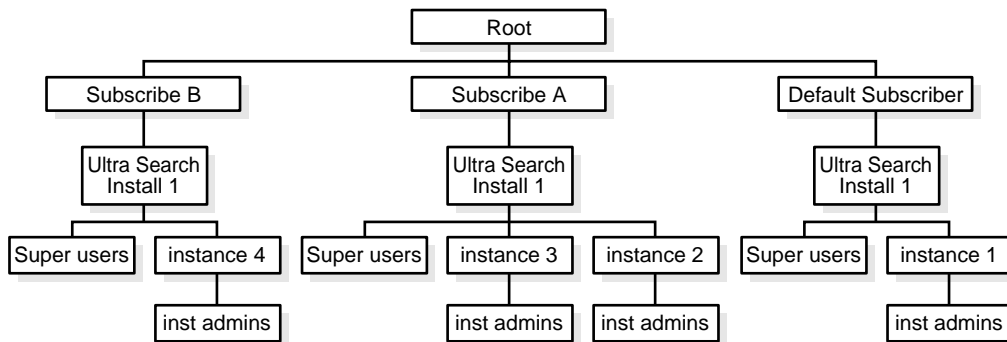 Root
Subscribe B
Subscribe A
Default Subscriber
Ultra Search
Install 1
Ultra Search
Install 1
Ultra Search
Install 1
Super users
instance 4
Super users
instance 3
instance 2
Super users
instance 1
inst admins
inst admins
inst admins
inst admins